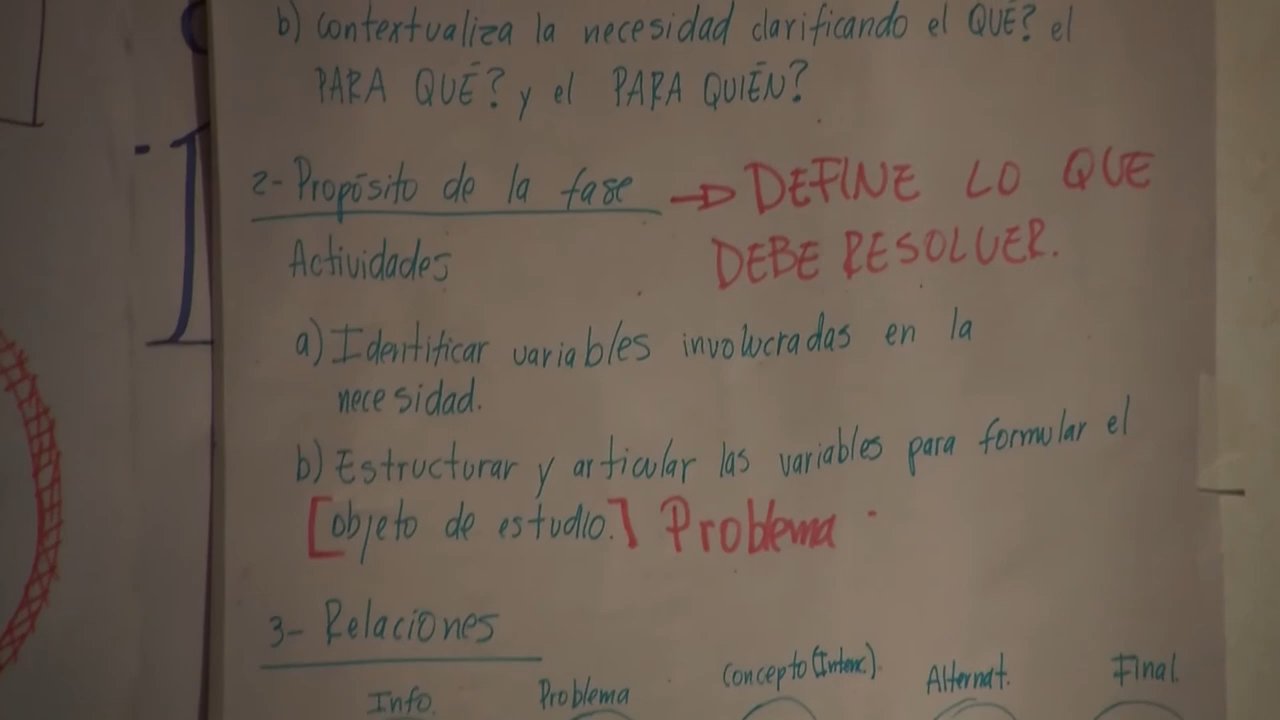 b) Contextualiza la necesidad clarificando el QUÉ? el
PARA QUÉ? y el PARA QUIÉN?
2- Propósito de la fase → DEFINE LO QUE
DEBE RESOLVER.
Actividades
a) Identificar variables involucradas en la
necesidad.
b) Estructurar y articular las variables para formular el
[objeto de estudio.] Problema
3- Relaciones
Info. Problema Concepto (Intenc.) Alternat. Final.